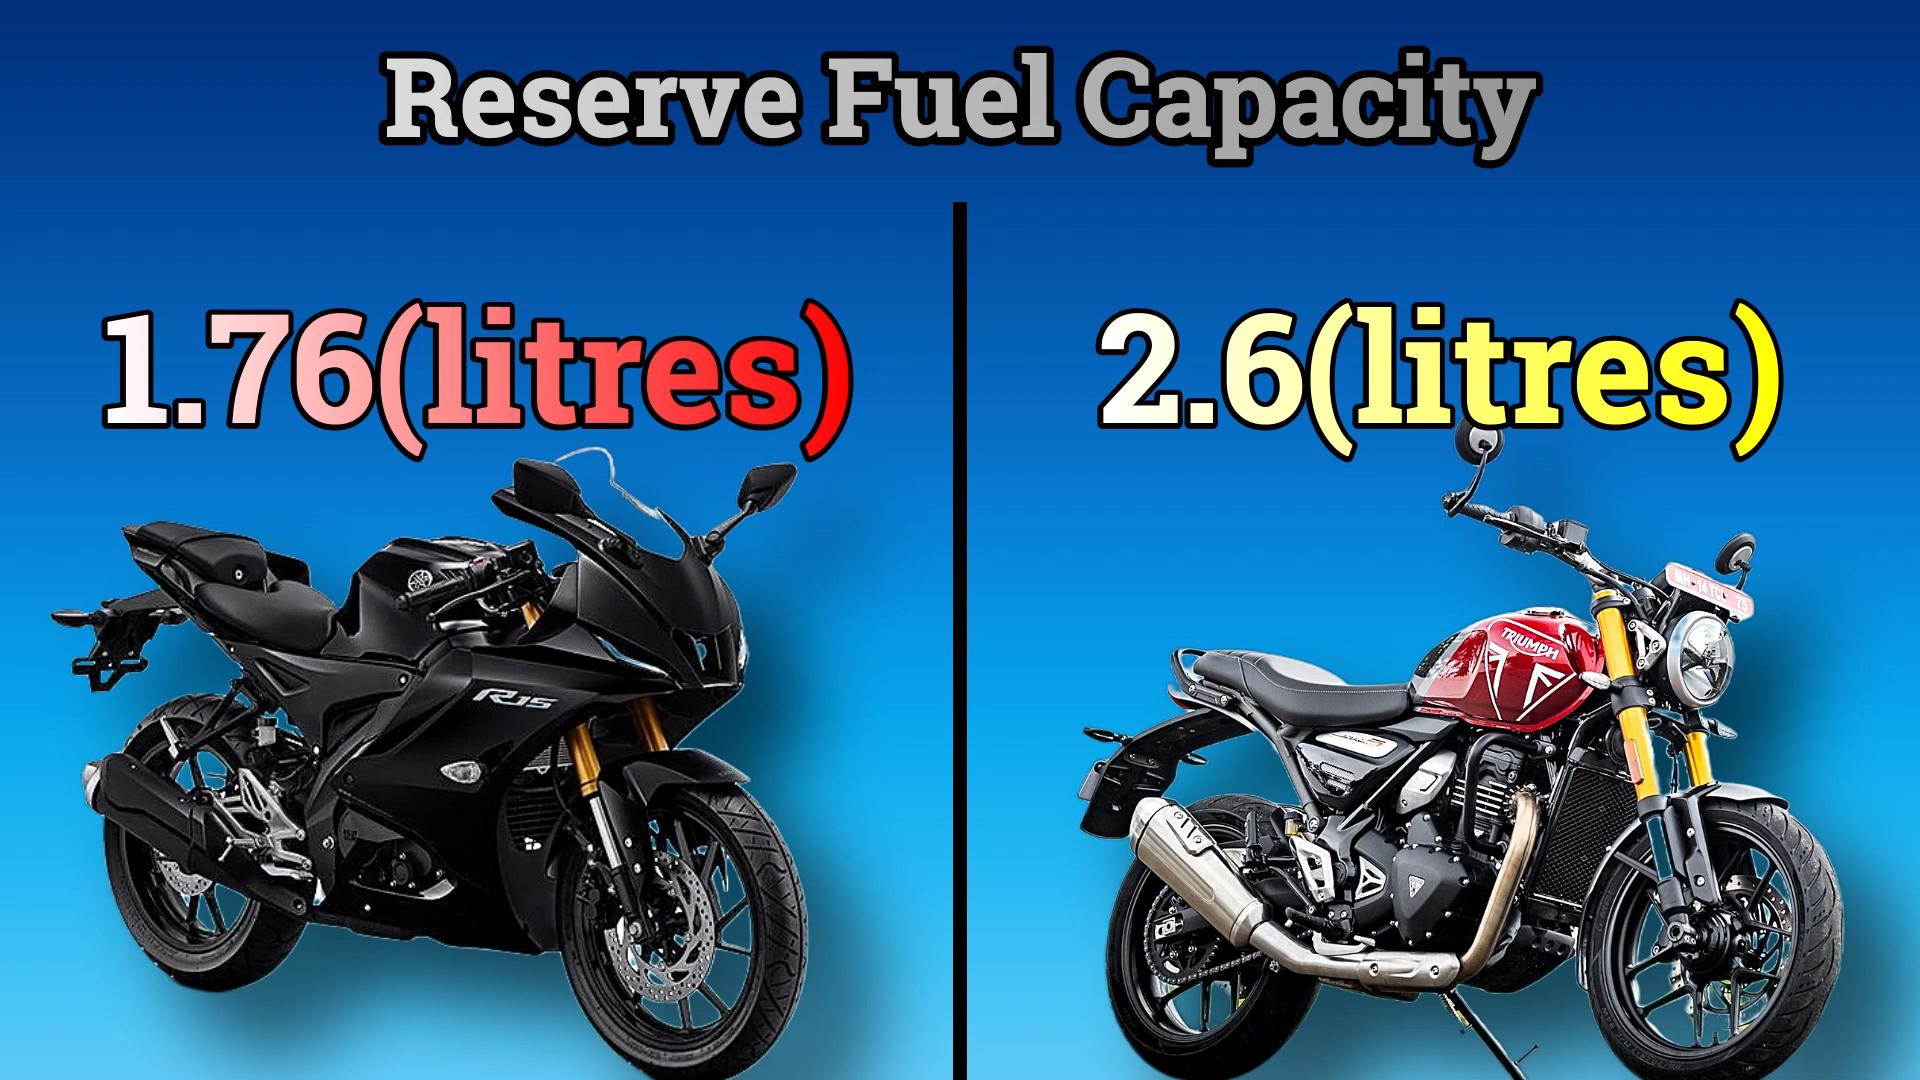 Reserve Fuel Capacity
1.76(litres)
2.6(litres)
R15
TRIUMPH